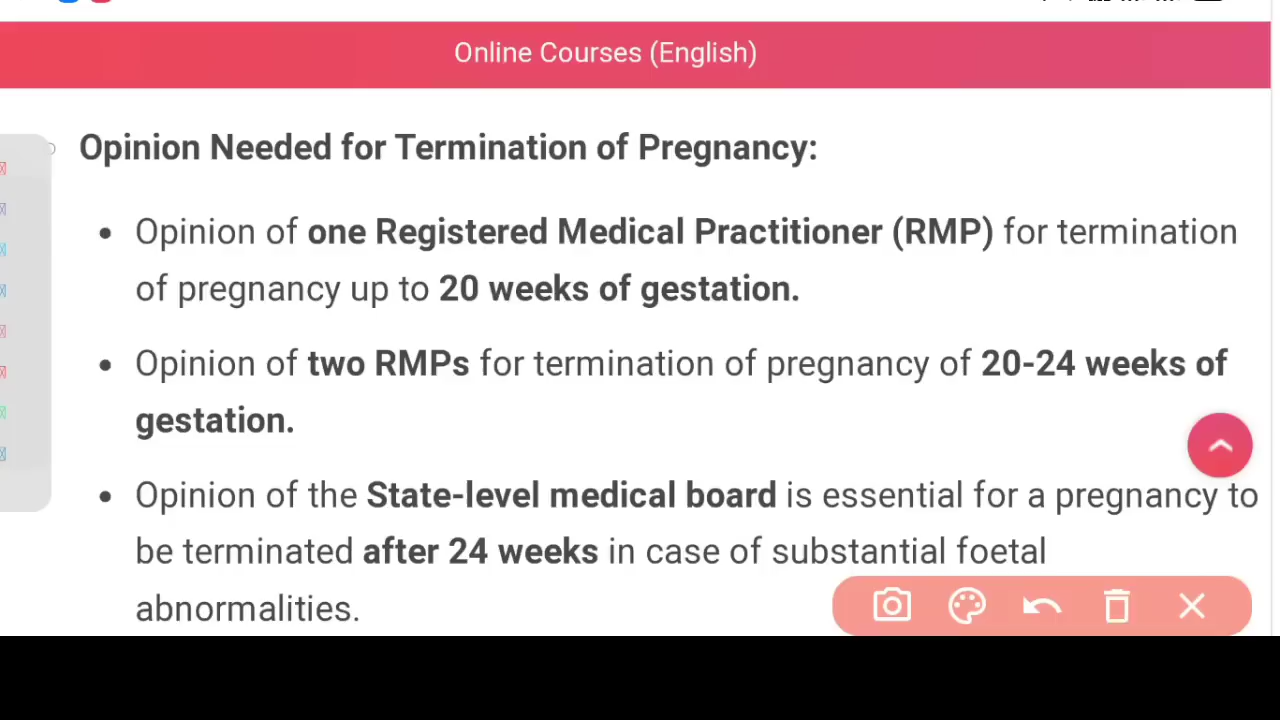 Online Courses (English)
Opinion Needed for Termination of Pregnancy:
Opinion of one Registered Medical Practitioner (RMP) for termination
of pregnancy up to 20 weeks of gestation.
Opinion of two RMPs for termination of pregnancy of 20-24 weeks of
gestation.
Opinion of the State-level medical board is essential for a pregnancy to
be terminated after 24 weeks in case of substantial foetal
abnormalities.